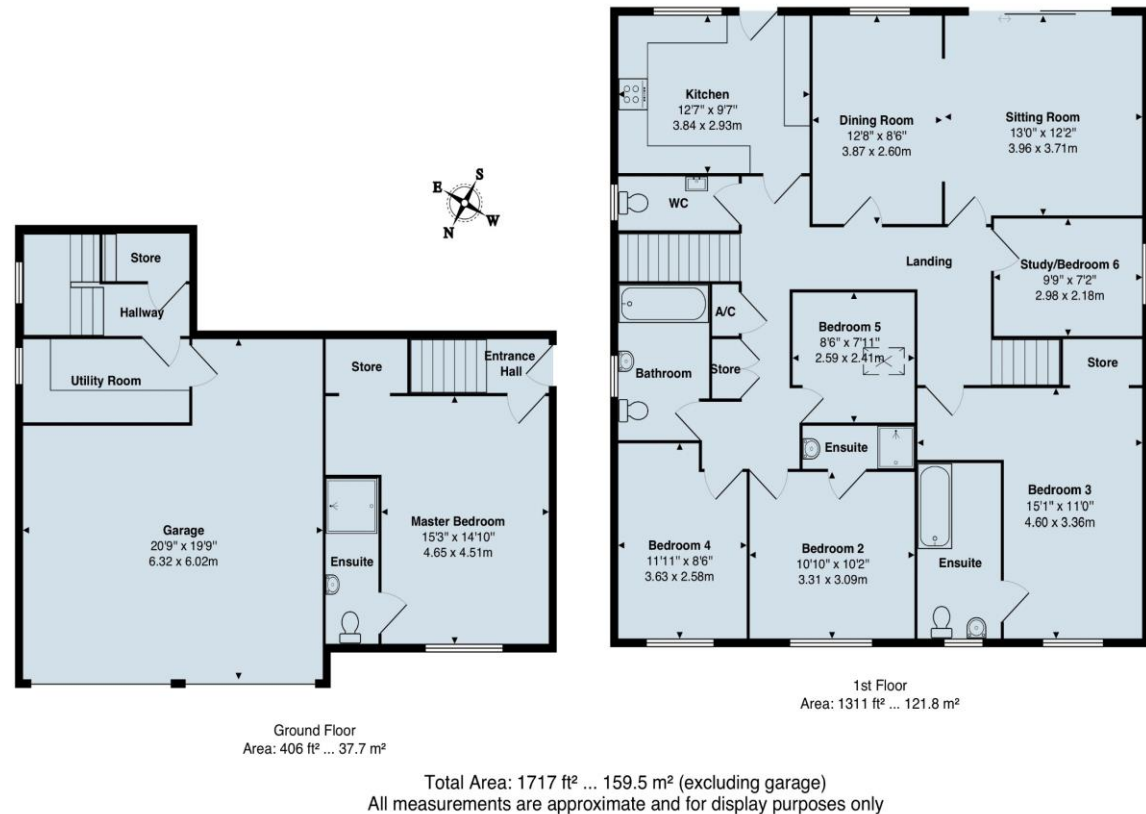 Kitchen
12'7" x 9'7"
3.84 x 2.93m
Dining Room
12'8" x 8'6"
3.87 x 2.60m
Sitting Room
13'0" x 12'2"
3.96 x 3.71m
E
S
N
W
WC
Store
Hallway
Landing
Study/Bedroom 6
9'9" x 7'2"
2.98 x 2.18m
A/C
Bedroom 5
8'6" x 7'11"
2.59 x 2.41m
Utility Room
Store
Entrance
Hall
Bathroom
Store
Store
Ensuite
Garage
20'9" x 19'9"
6.32 x 6.02m
Master Bedroom
15'3" x 14'10"
4.65 x 4.51m
Ensuite
Bedroom 4
11'11" x 8'6"
3.63 x 2.58m
Bedroom 2
10'10" x 10'2"
3.31 x 3.09m
Ensuite
Bedroom 3
15'1" x 11'0"
4.60 x 3.36m
1st Floor
Area: 1311 ft² ... 121.8 m²
Ground Floor
Area: 406 ft² ... 37.7 m²
Total Area: 1717 ft² ... 159.5 m² (excluding garage)
All measurements are approximate and for display purposes only